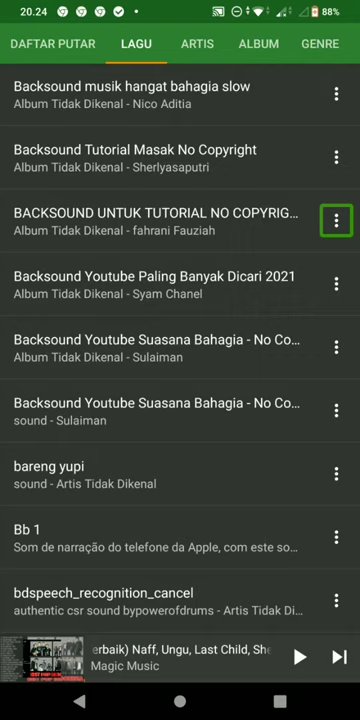 20.24
88%
DAFTAR PUTAR LAGU ARTIS ALBUM GENRE
Backsound musik hangat bahagia slow
Album Tidak Dikenal - Nico Aditia
Backsound Tutorial Masak No Copyright
Album Tidak Dikenal - Sherlyasaputri
BACKSOUND UNTUK TUTORIAL NO COPYRIG...
Album Tidak Dikenal - fahrani Fauziah
Backsound Youtube Paling Banyak Dicari 2021
Album Tidak Dikenal - Syam Chanel
Backsound Youtube Suasana Bahagia - No Co...
Album Tidak Dikenal - Sulaiman
Backsound Youtube Suasana Bahagia - No Co...
sound - Sulaiman
bareng yupi
sound - Artis Tidak Dikenal
Bb 1
Som de narração do telefone da Apple, com este so...
bdspeech_recognition_cancel
authentic csr sound bypowerofdrums - Artis Tidak Di...
erbaik) Naff, Ungu, Last Child, She
Magic Music